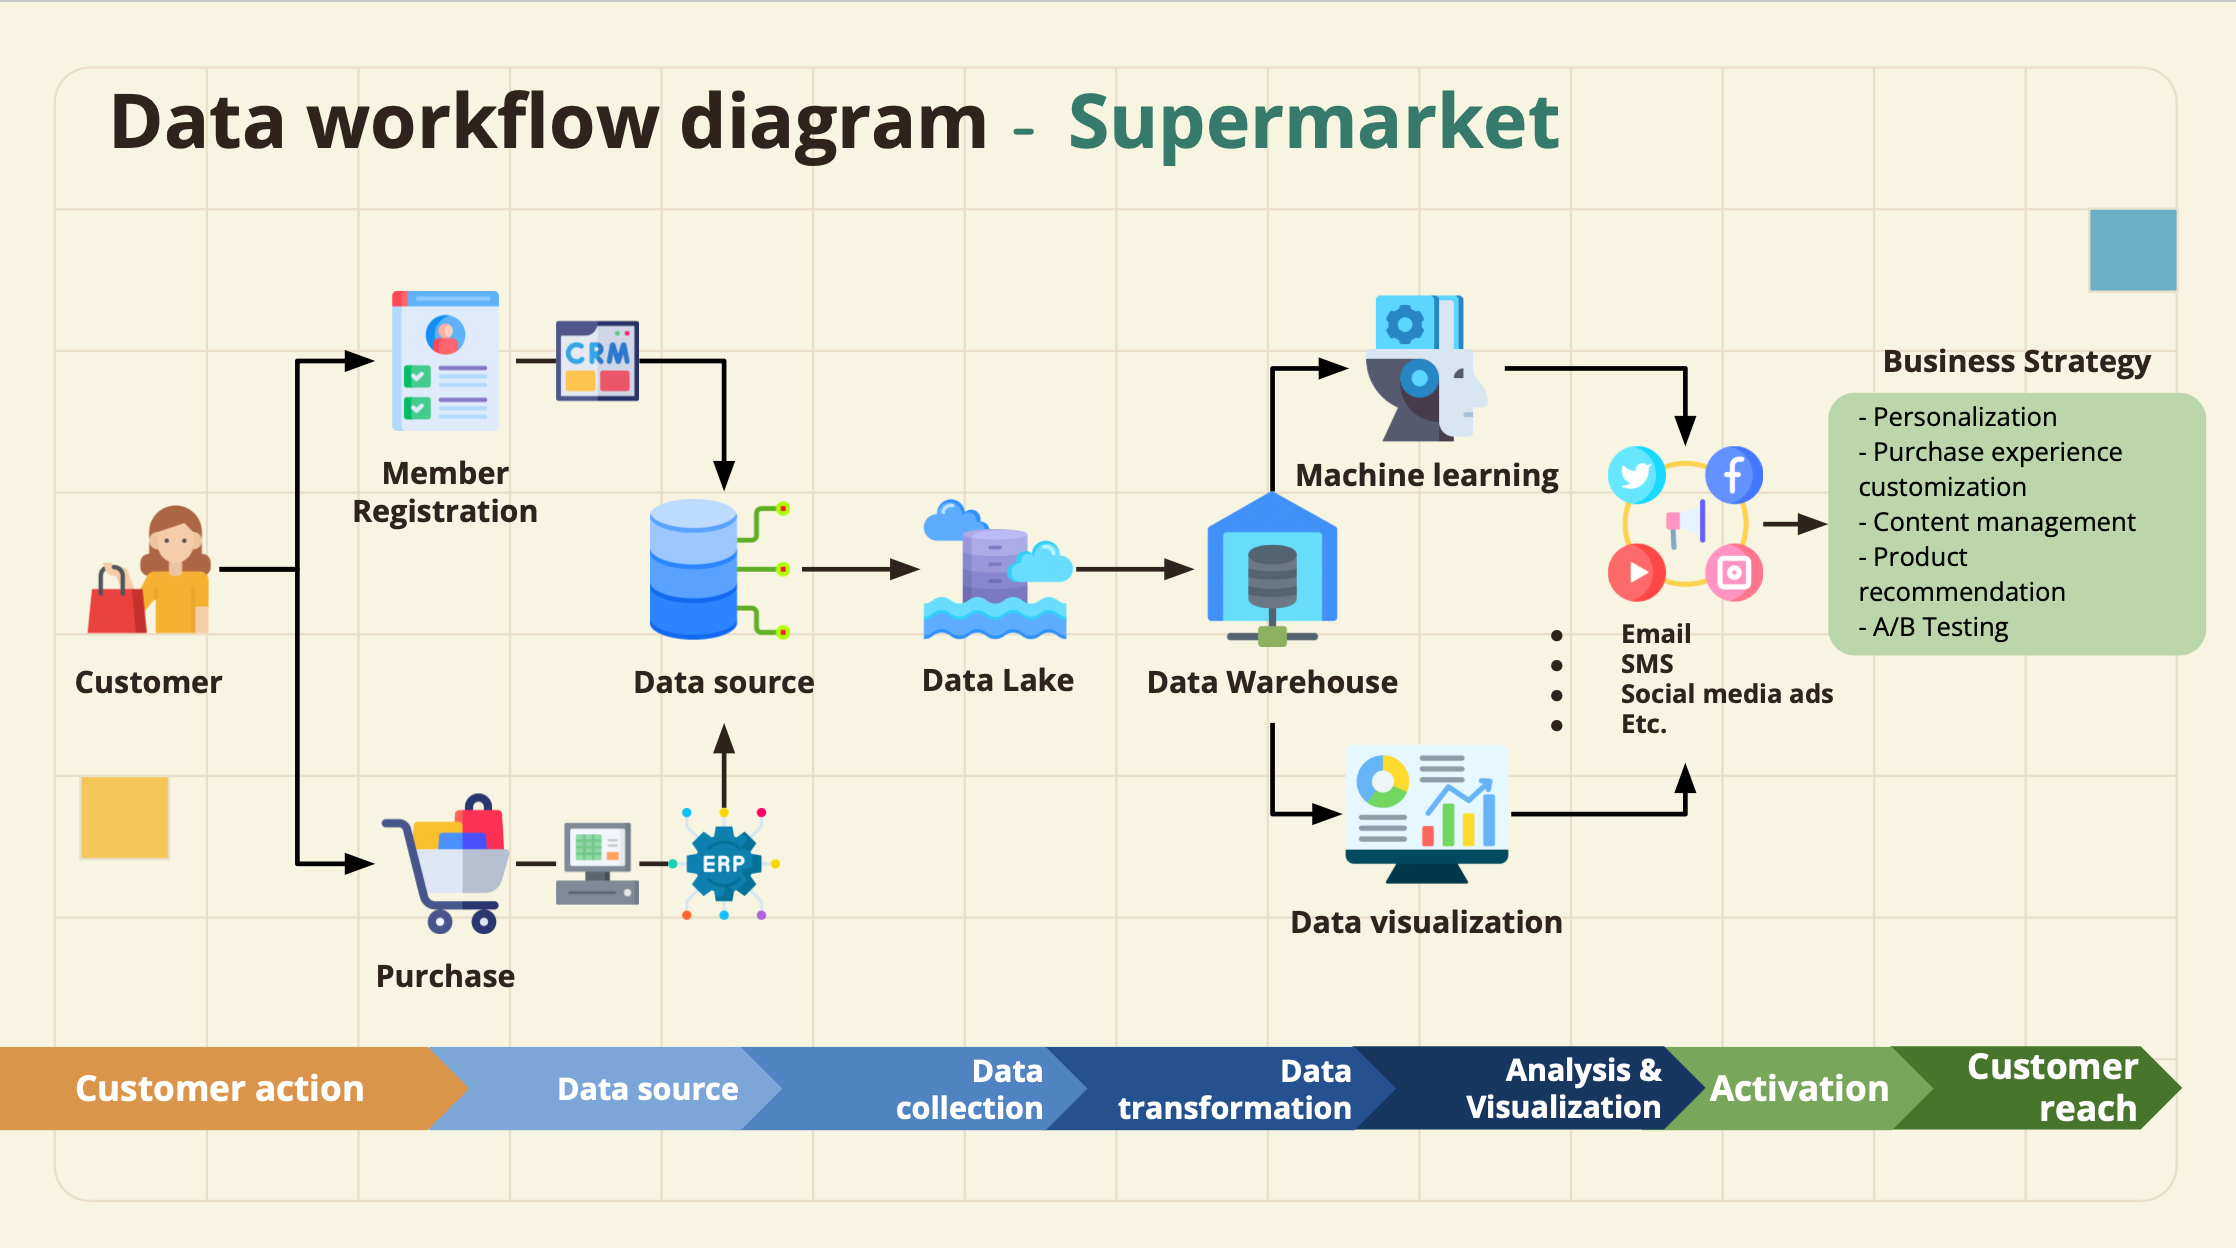 Data workflow diagram - Supermarket
Business Strategy
- Personalization
- Purchase experience
customization
- Content management
- Product
recommendation
- A/B Testing
CRM
Member
Registration
Machine learning
Customer
Data source
Data Lake
Data Warehouse
Email
SMS
Social media ads
Etc.
ERP
Purchase
Data visualization
Customer action
Data source
Data
collection
Data
transformation
Analysis &
Visualization
Activation
Customer
reach